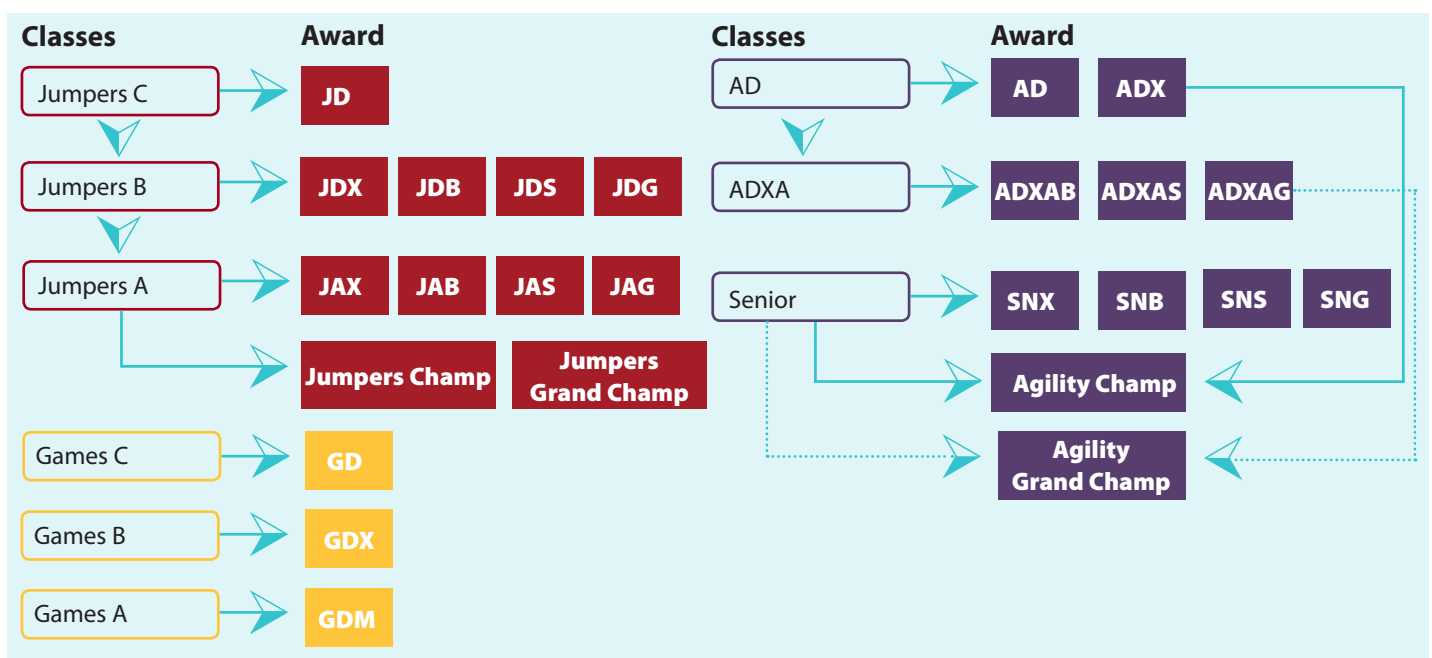 Classes
Award
Jumpers C
JD
Jumpers B
JDX
JDB
JDS
JDG
Jumpers A
JAX
JAB
JAS
JAG
Jumpers Champ
Jumpers
Grand Champ
Games C
GD
Games B
GDX
Games A
GDM
Classes
Award
AD
AD
ADX
ADXA
ADXAB
ADXAS
ADXAG
Senior
SNX
SNB
SNS
SNG
Agility Champ
Agility
Grand Champ